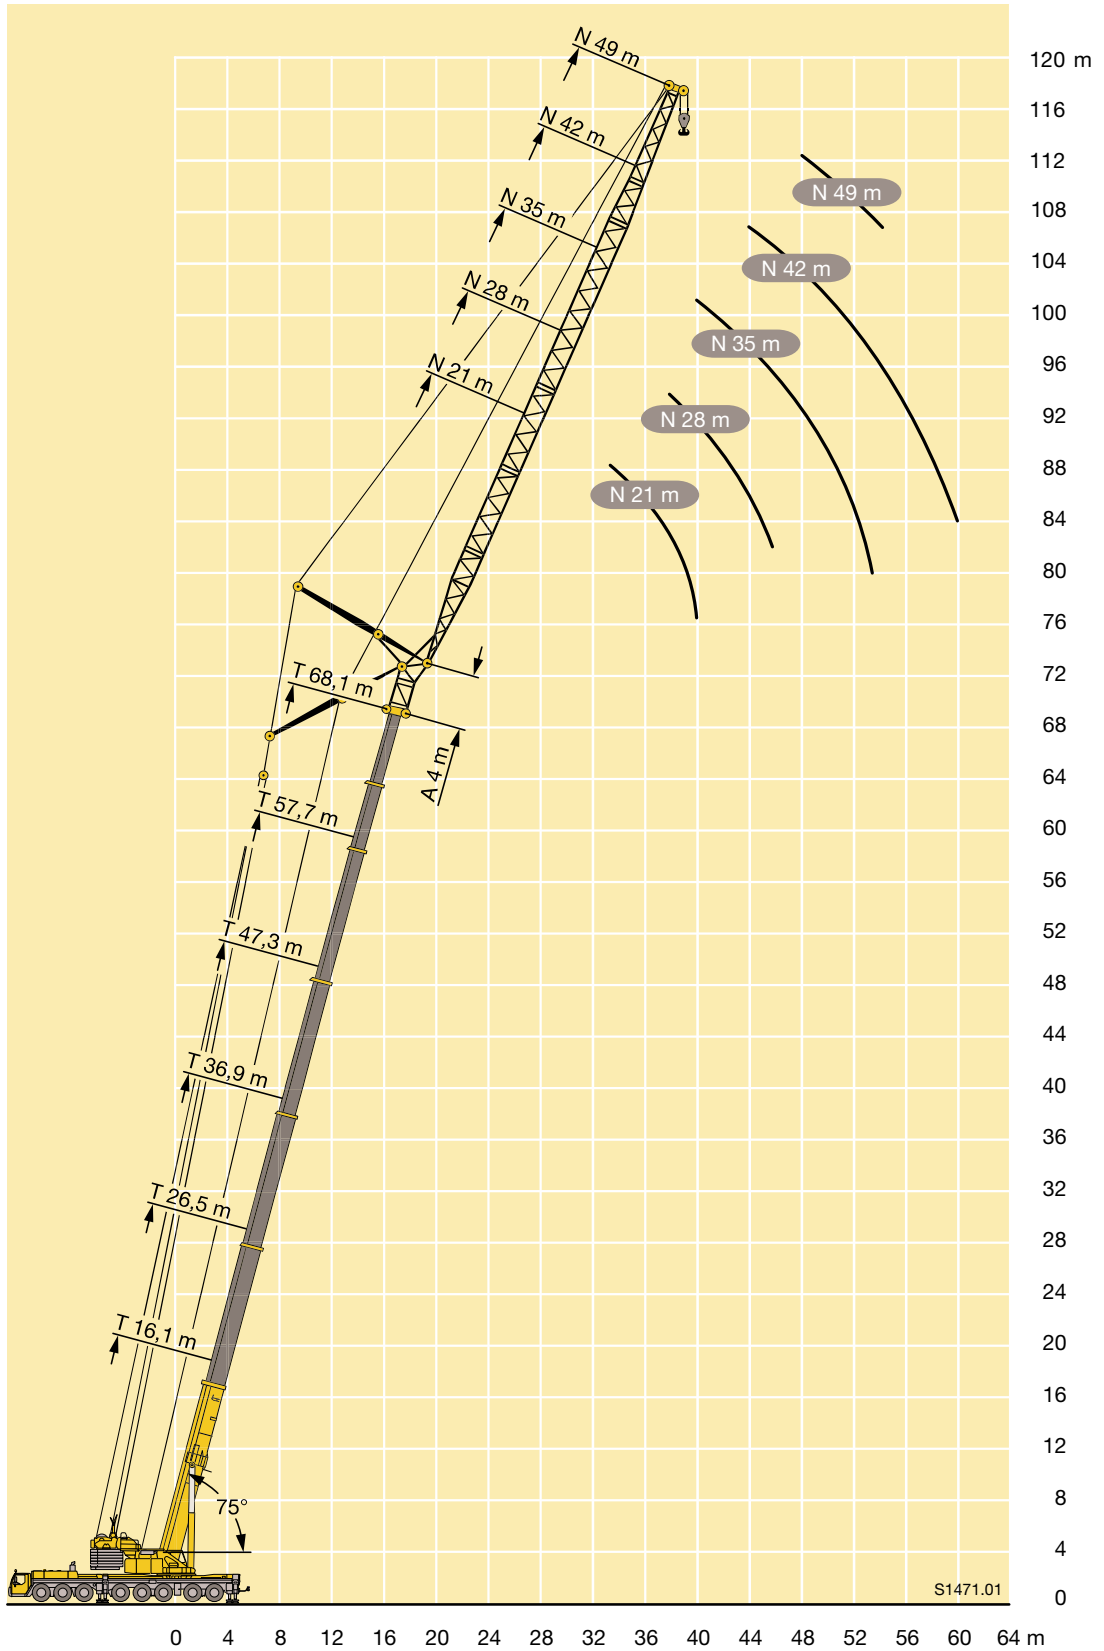 N 49 m
120 m
116
N 42 m
112
N 49 m
108
N 35 m
104
N 42 m
N 28 m
100
N 35 m
96
N 21 m
92
N 28 m
88
N 21 m
84
80
76
72
T 68,1 m
68
A 4 m
64
T 57,7 m
60
56
52
T 47,3 m
48
44
T 36,9 m
40
36
32
T 26,5 m
28
24
T 16,1 m
20
16
12
75°
8
4
S1471.01
0
0 4 8 12 16 20 24 28 32 36 40 44 48 52 56 60 64 m